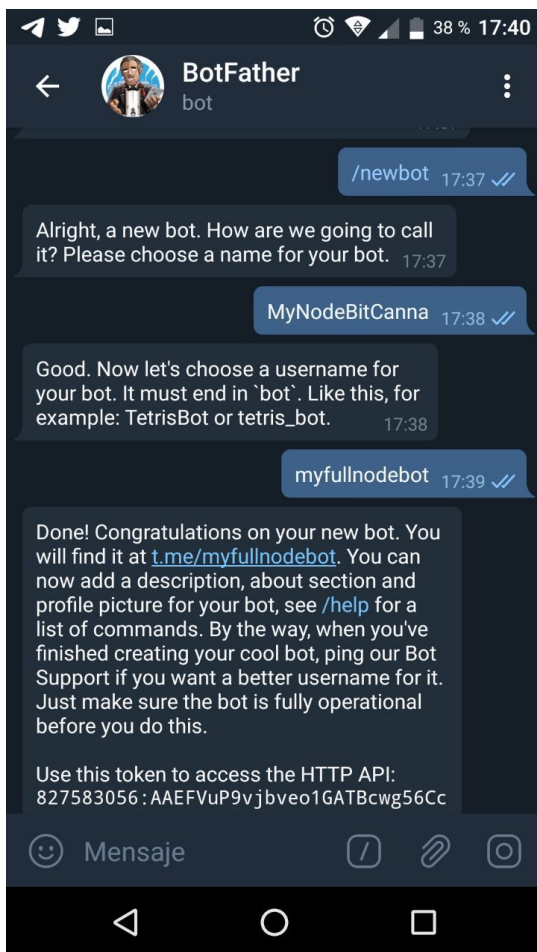 38 % 17:40
BotFather
bot
/newbot 17:37
Alright, a new bot. How are we going to call
it? Please choose a name for your bot. 17:37
MyNodeBitCanna 17:38
Good. Now let's choose a username for
your bot. It must end in `bot`. Like this, for
example: TetrisBot or tetris_bot. 17:38
myfullnodebot 17:39
Done! Congratulations on your new bot. You
will find it at t.me/myfullnodebot. You can
now add a description, about section and
profile picture for your bot, see /help for a
list of commands. By the way, when you've
finished creating your cool bot, ping our Bot
Support if you want a better username for it.
Just make sure the bot is fully operational
before you do this.
Use this token to access the HTTP API:
827583056:AAEFVuP9vjbveo1GATBcwg56Cc
Mensaje